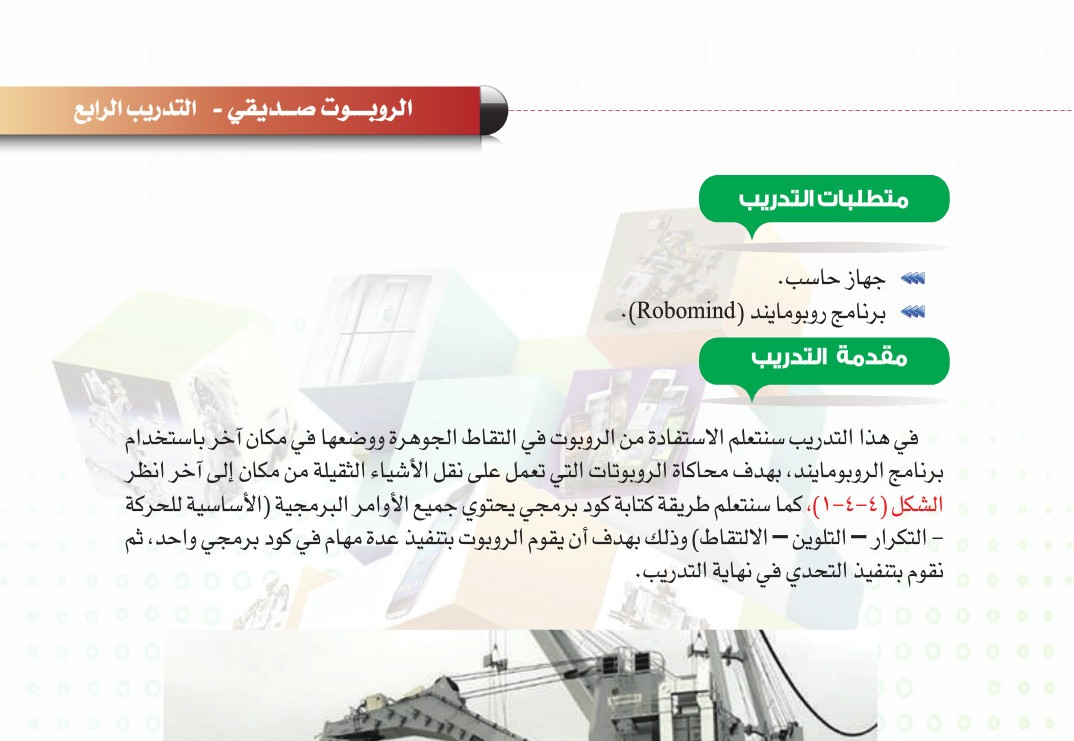 الروبـــوت صـــديقي - التدريب الرابع
متطلبات التدريب
جهاز حاسب.
برنامج روبومايند (Robomind).
مقدمة التدريب
في هذا التدريب سنتعلم الاستفادة من الروبوت في التقاط الجوهرة ووضعها في مكان آخر باستخدام
برنامج الروبومايند، بهدف محاكاة الروبوتات التي تعمل على نقل الأشياء الثقيلة من مكان إلى آخر انظر
الشكل (٤-٤-١)، كما سنتعلم طريقة كتابة كود برمجي يحتوي جميع الأوامر البرمجية (الأساسية للحركة
- التكرار – التلوين – الالتقاط) وذلك بهدف أن يقوم الروبوت بتنفيذ عدة مهام في كود برمجي واحد، ثم
نقوم بتنفيذ التحدي في نهاية التدريب.